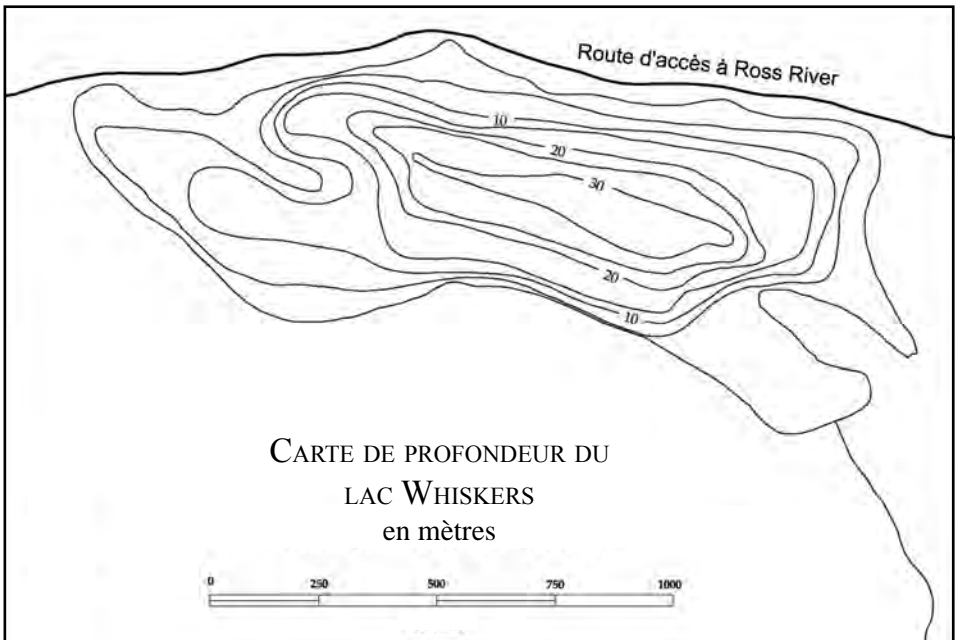 Route d'accès à Ross River
10
20
30
20
10
CARTE DE PROFONDEUR DU
LAC WHISKERS
en mètres
0 250 500 750 1000